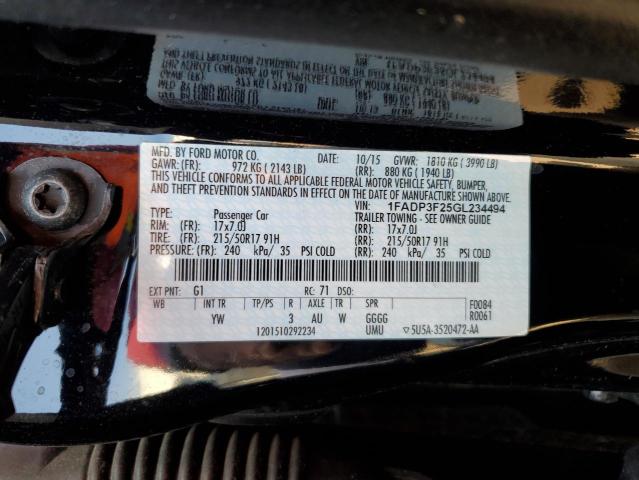 MFD. BY FORD MOTOR CO. DATE: 10/15 GVWR: 1810 KG ( 3990 LB)
GAWR: (FR): 972 KG ( 2143 LB) (RR): 880 KG ( 1940 LB)
THIS VEHICLE CONFORMS TO ALL APPLICABLE FEDERAL MOTOR VEHICLE SAFETY, BUMPER,
AND THEFT PREVENTION STANDARDS IN EFFECT ON THE DATE OF MANUFACTURE SHOWN ABOVE.
VIN: 1FADP3F25GL234494
TYPE: Passenger Car TRAILER TOWING - SEE OWNER GUIDE
RIM: (FR): 17x7.0J (RR): 17x7.0J
TIRE: (FR): 215/50R17 91H (RR): 215/50R17 91H
PRESSURE: (FR): 240 kPa/ 35 PSI COLD (RR): 240 kPa/ 35 PSI COLD
EXT PNT: G1 RC: 71 DSO:
WB INT TR TP/PS R AXLE TR SPR F0084
YW 3 AU W GGGG R0061
1201510292234 UMU 5U5A-3520472-AA